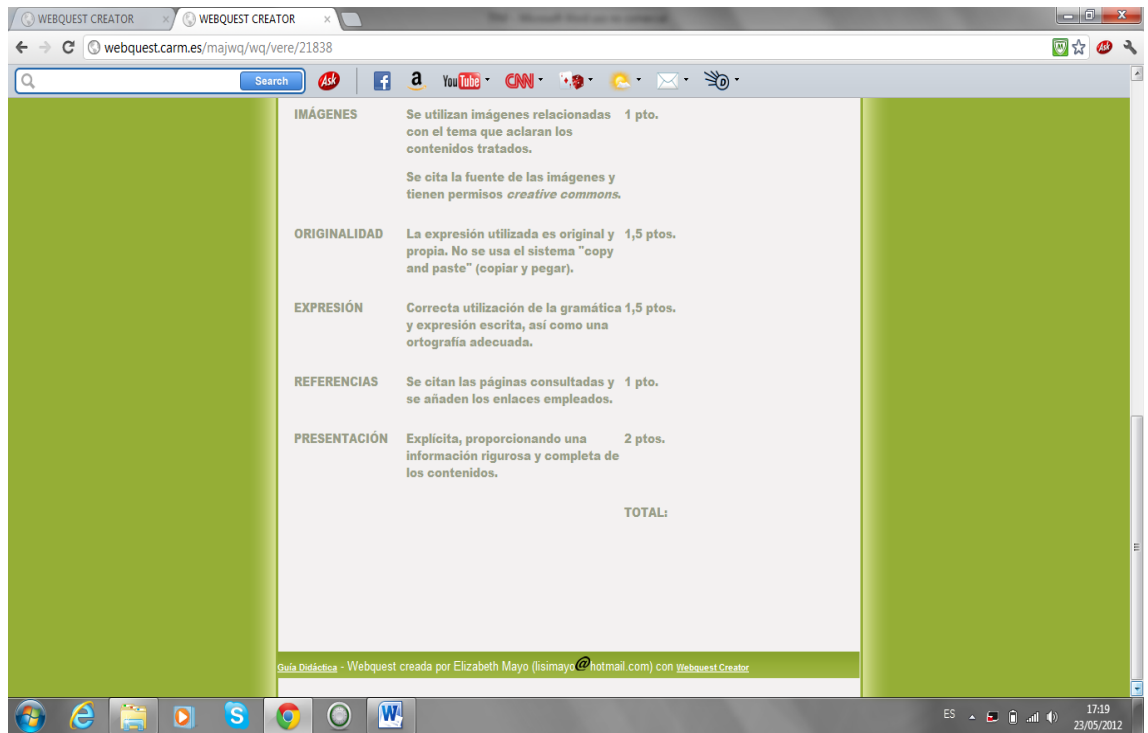 WEBQUEST CREATOR
WEBQUEST CREATOR
webquest.carm.es/majwq/wq/vere/21838
Search
Ask
f
a
YouTube
CNN
IMÁGENES
Se utilizan imágenes relacionadas 1 pto.
con el tema que aclaran los
contenidos tratados.
Se cita la fuente de las imágenes y
tienen permisos creative commons.
ORIGINALIDAD
La expresión utilizada es original y 1,5 ptos.
propia. No se usa el sistema "copy
and paste" (copiar y pegar).
EXPRESIÓN
Correcta utilización de la gramática 1,5 ptos.
y expresión escrita, así como una
ortografía adecuada.
REFERENCIAS
Se citan las páginas consultadas y 1 pto.
se añaden los enlaces empleados.
PRESENTACIÓN
Explícita, proporcionando una 2 ptos.
información rigurosa y completa de
los contenidos.
TOTAL:
Guía Didáctica - Webquest creada por Elizabeth Mayo (lisimayo@hotmail.com) con Webquest Creator
ES
17:19
23/05/2012